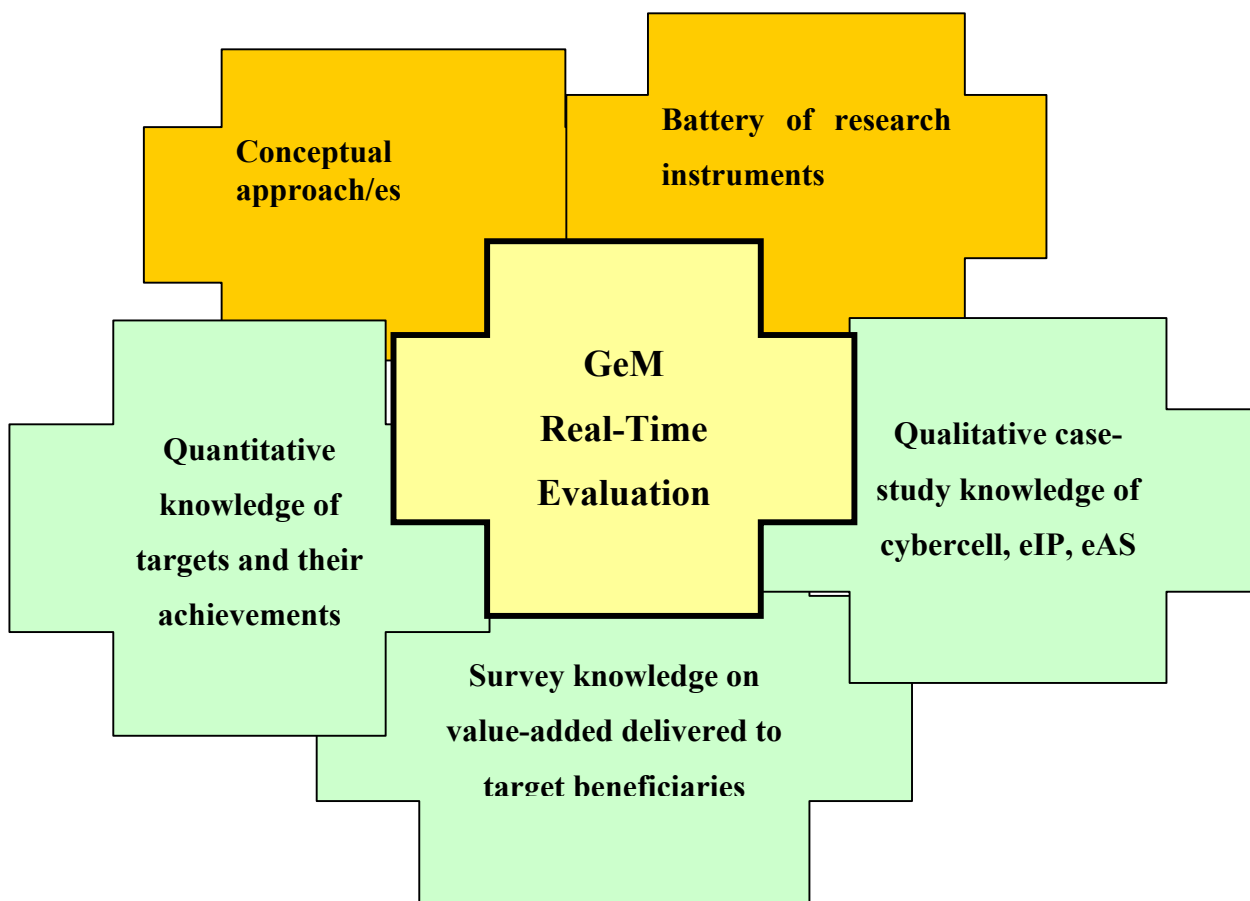 Conceptual
approach/es
Battery of research
instruments
GeM
Real-Time
Evaluation
Quantitative
knowledge of
targets and their
achievements
Qualitative case-
study knowledge of
cybercell, eIP, eAS
Survey knowledge on
value-added delivered to
target beneficiaries